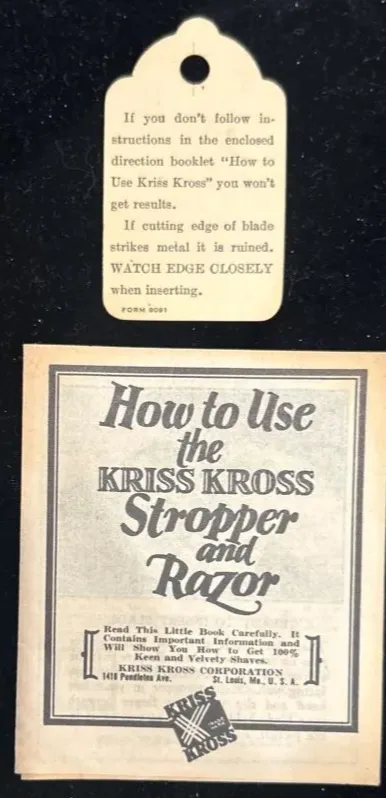 If you don't follow in-
structions in the enclosed
direction booklet "How to
Use Kriss Kross" you won't
get results.
If cutting edge of blade
strikes metal it is ruined.
WATCH EDGE CLOSELY
when inserting.
FORM 9091
How to Use
the
KRISS KROSS
Stropper
and
Razor
Read This Little Book Carefully. It
Contains Important Information and
Will Show You How to Get 100%
Keen and Velvety Shaves.
KRISS KROSS CORPORATION
1418 Pendleton Ave. St. Louis, Mo., U. S. A.
KRISS
KROSS